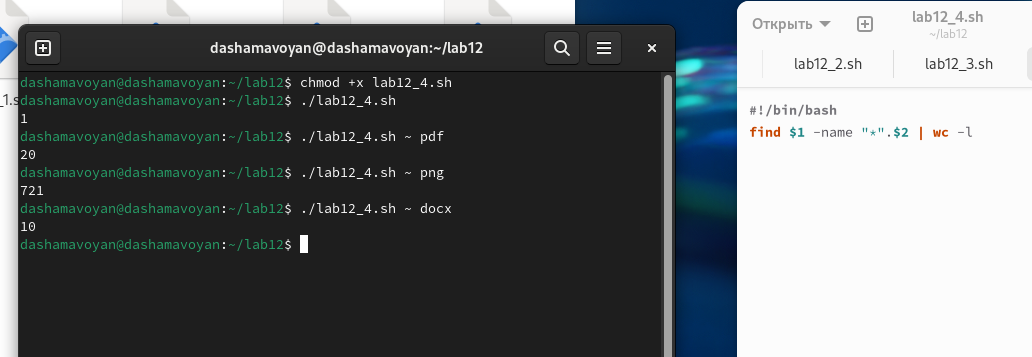 dashamavoyan@dashamavoyan:~/lab12
dashamavoyan@dashamavoyan:~/lab12$ chmod +x lab12_4.sh
dashamavoyan@dashamavoyan:~/lab12$ ./lab12_4.sh
1
dashamavoyan@dashamavoyan:~/lab12$ ./lab12_4.sh ~ pdf
20
dashamavoyan@dashamavoyan:~/lab12$ ./lab12_4.sh ~ png
721
dashamavoyan@dashamavoyan:~/lab12$ ./lab12_4.sh ~ docx
10
dashamavoyan@dashamavoyan:~/lab12$
Открыть
lab12_4.sh
~/lab12
lab12_2.sh
lab12_3.sh
#!/bin/bash
find $1 -name "*".$2 | wc -l